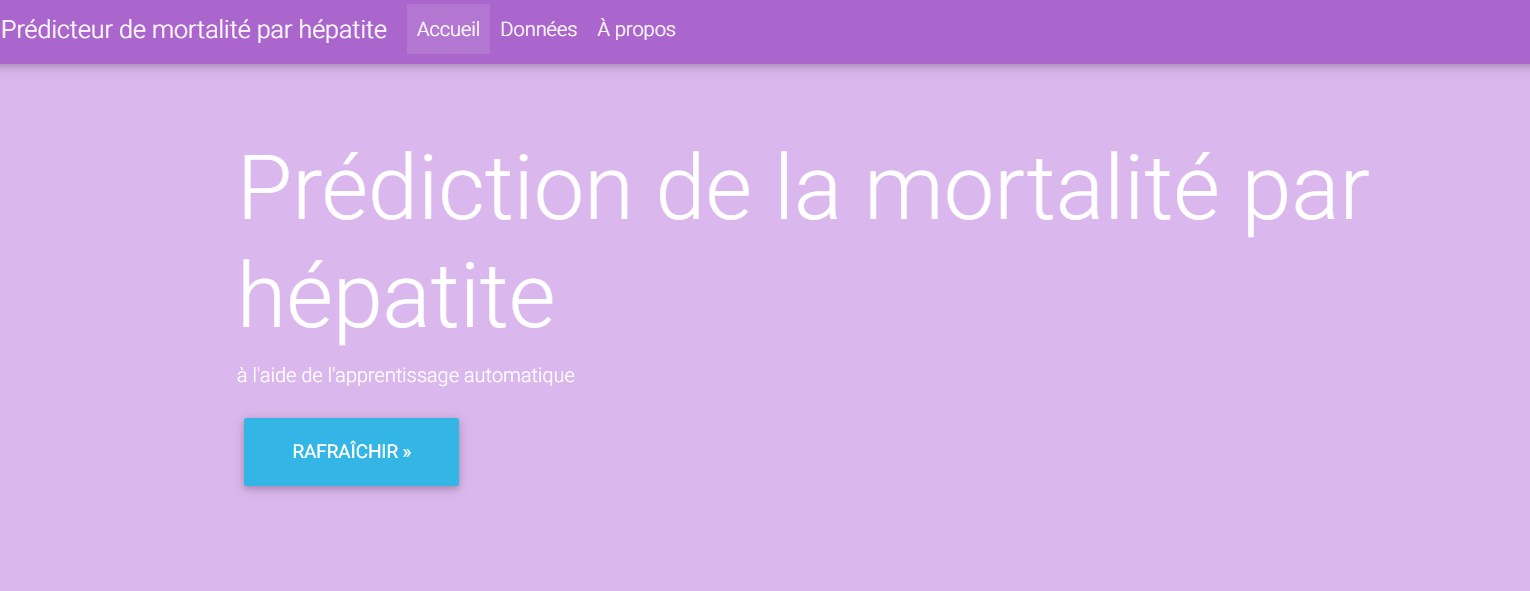 Prédicteur de mortalité par hépatite Accueil Données À propos
Prédiction de la mortalité par
hépatite
à l'aide de l'apprentissage automatique
RAFRAÎCHIR »